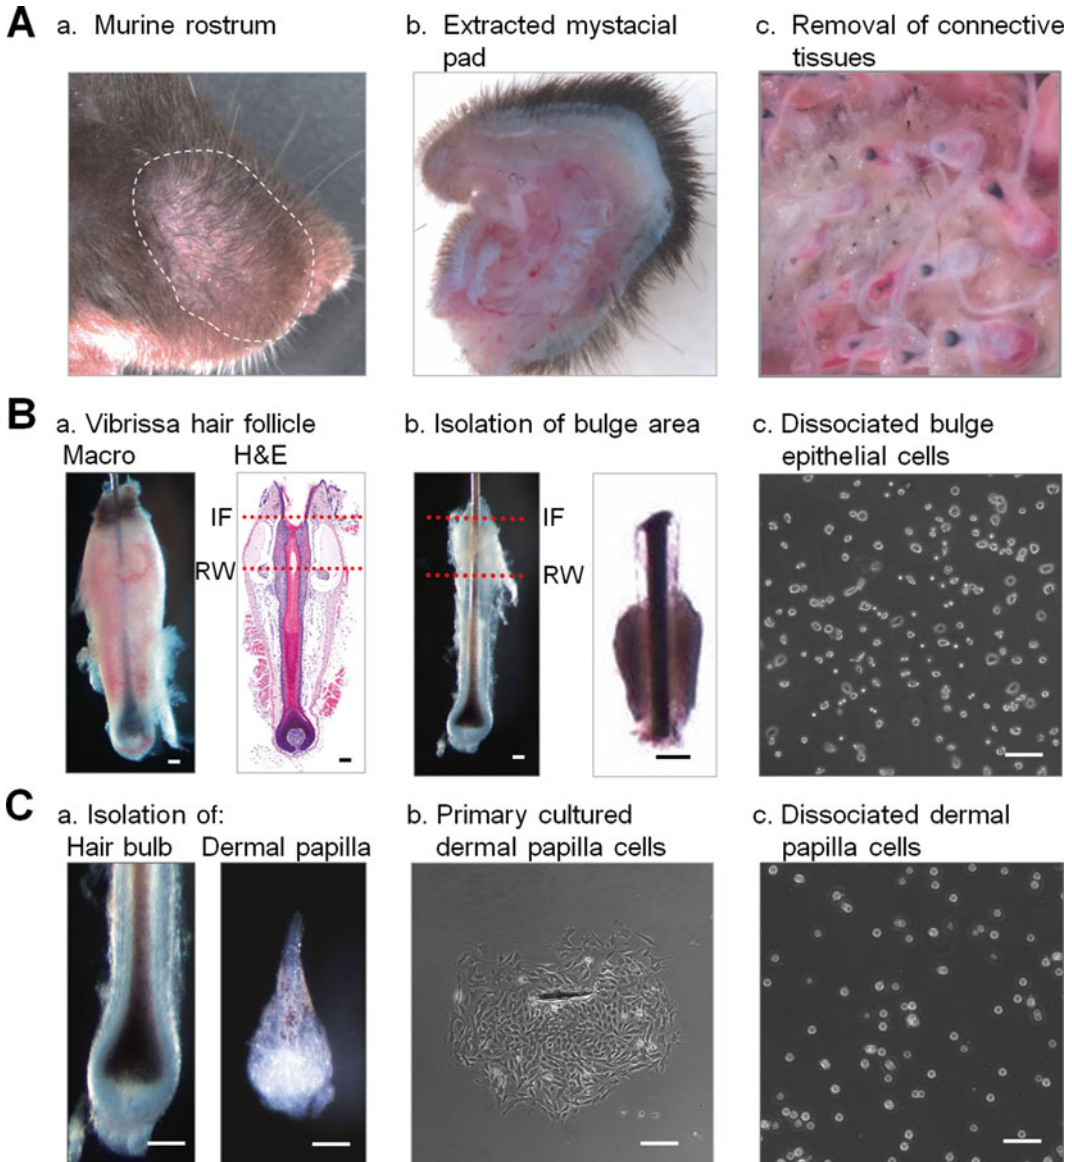 A a. Murine rostrum b. Extracted mystacial pad c. Removal of connective tissues
B a. Vibrissa hair follicle b. Isolation of bulge area c. Dissociated bulge epithelial cells
Macro H&E
IF IF
RW RW
C a. Isolation of: b. Primary cultured dermal papilla cells c. Dissociated dermal papilla cells
Hair bulb Dermal papilla